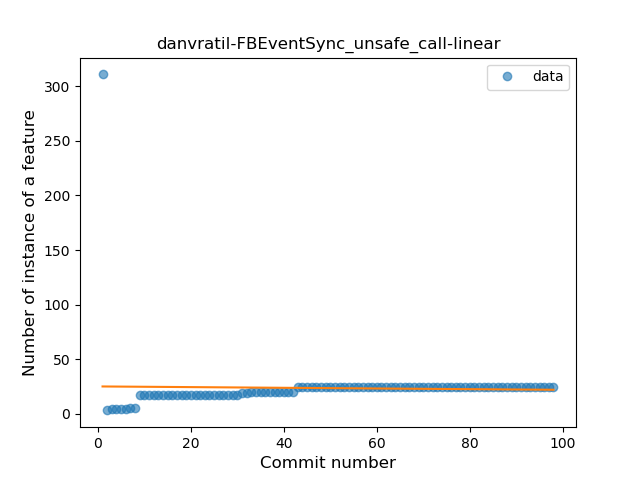 danvratil-FBEventSync_unsafe_call-linear
data
Number of instance of a feature
300
250
200
150
100
50
0
0 20 40 60 80 100
Commit number